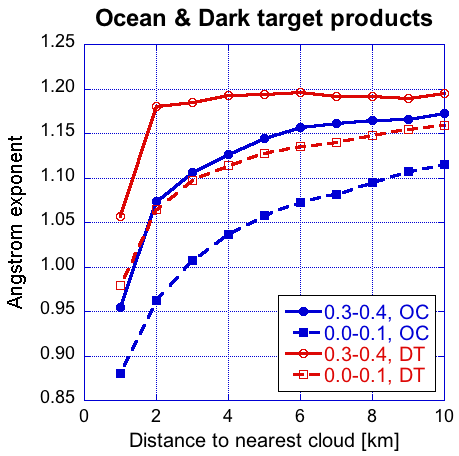 Ocean & Dark target products
Angstrom exponent
1.25
1.20
1.15
1.10
1.05
1.00
0.95
0.90
0.85
0.3-0.4, OC
0.0-0.1, OC
0.3-0.4, DT
0.0-0.1, DT
0 2 4 6 8 10
Distance to nearest cloud [km]